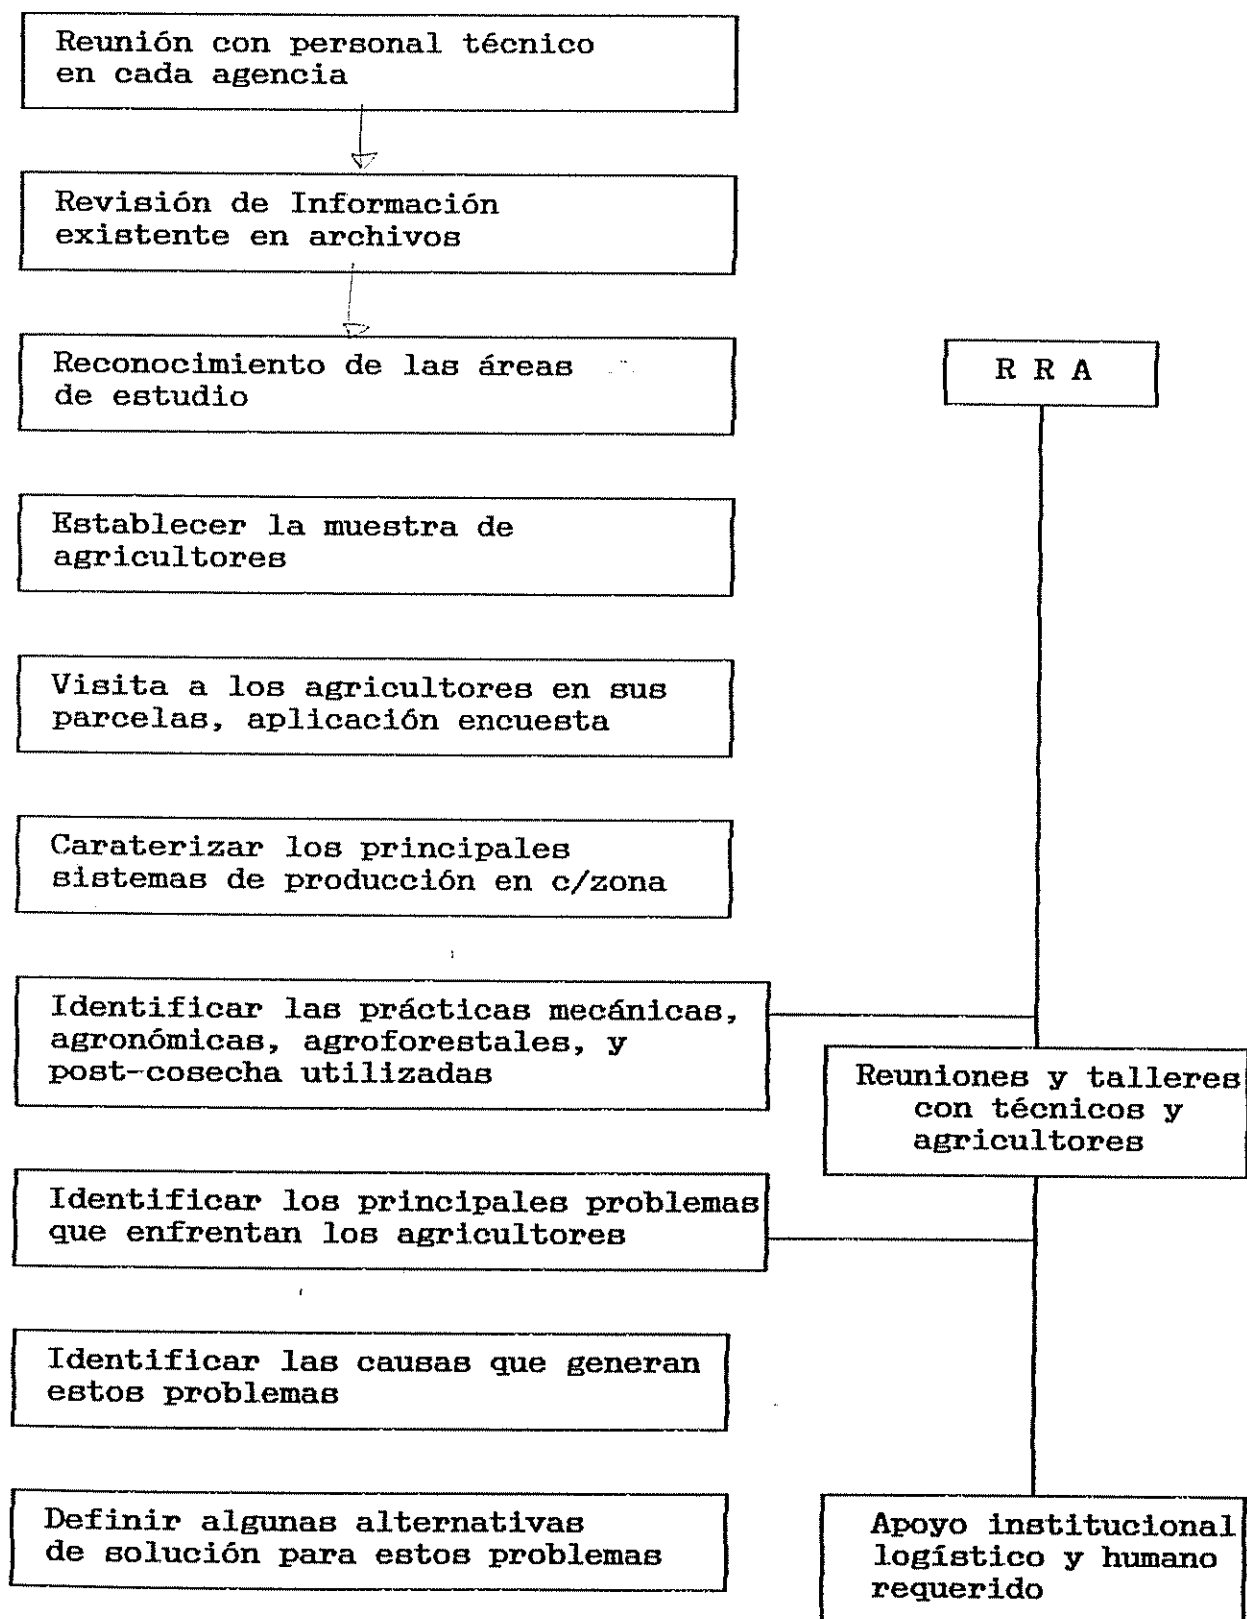 Reunión con personal técnico
en cada agencia
Revisión de Información
existente en archivos
Reconocimiento de las áreas
de estudio
R R A
Establecer la muestra de
agricultores
Visita a los agricultores en sus
parcelas, aplicación encuesta
Caraterizar los principales
sistemas de producción en c/zona
Identificar las prácticas mecánicas,
agronómicas, agroforestales, y
post-cosecha utilizadas
Reuniones y talleres
con técnicos y
agricultores
Identificar los principales problemas
que enfrentan los agricultores
Identificar las causas que generan
estos problemas
Definir algunas alternativas
de solución para estos problemas
Apoyo institucional
logístico y humano
requerido